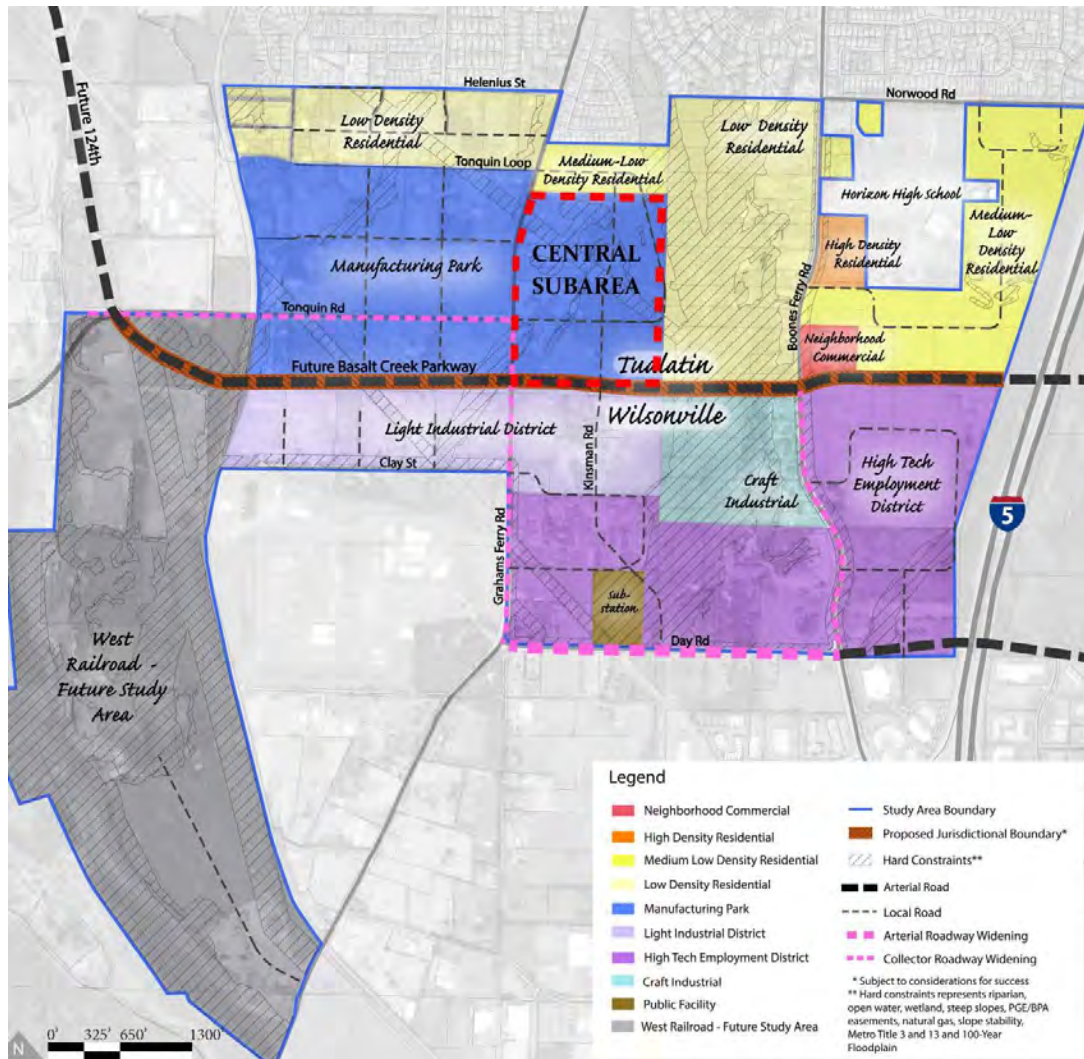 Helenius St
Norwood Rd
Future 124th
Low Density
Residential
Tonquin Loop
Medium-Low
Density Residential
Low Density
Residential
Horizon High School
Medium-
Low
Density
Residential
High Density
Residential
CENTRAL
SUBAREA
Manufacturing Park
Tonquin Rd
Boones Ferry Rd
Neighborhood
Commercial
Future Basalt Creek Parkway
Tualatin
Wilsonville
Light Industrial District
Clay St
Kinsman Rd
Craft
Industrial
High Tech
Employment
District
5
Grahams Ferry Rd
Sub-
station
Day Rd
West
Railroad -
Future Study
Area
Legend
Neighborhood Commercial
High Density Residential
Medium Low Density Residential
Low Density Residential
Manufacturing Park
Light Industrial District
High Tech Employment District
Craft Industrial
Public Facility
West Railroad - Future Study Area
Study Area Boundary
Proposed Jurisdictional Boundary*
Hard Constraints**
Arterial Road
Local Road
Arterial Roadway Widening
Collector Roadway Widening
* Subject to considerations for success
** Hard constraints represents riparian,
open water, wetland, steep slopes, PGE/BPA
easements, natural gas, slope stability,
Metro Title 3 and 13 and 100-Year
Floodplain
0' 325' 650' 1300'
N